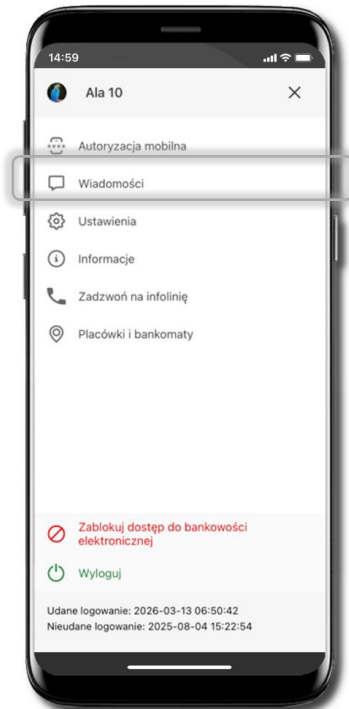 14:59
Ala 10
Autoryzacja mobilna
Wiadomości
Ustawienia
Informacje
Zadzwoń na infolinię
Placówki i bankomaty
Zablokuj dostęp do bankowości
elektronicznej
Wyloguj
Udane logowanie: 2026-03-13 06:50:42
Nieudane logowanie: 2025-08-04 15:22:54